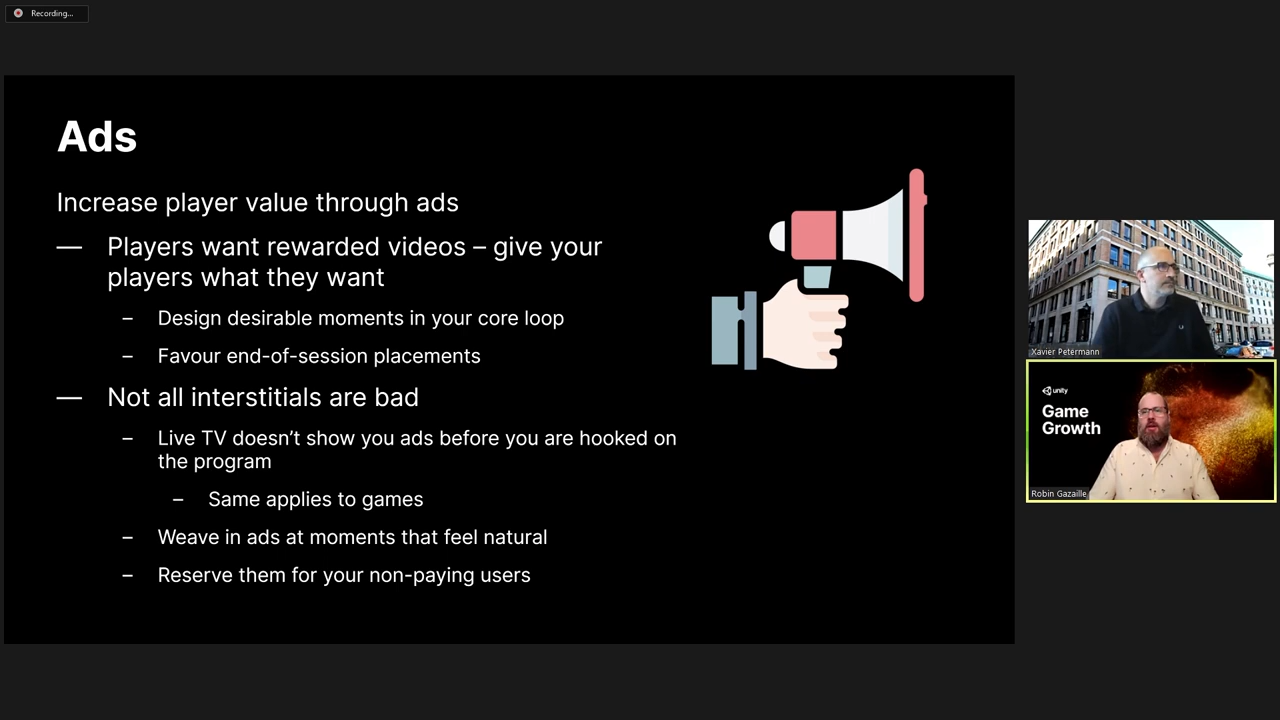 Recording...
Ads
Increase player value through ads
— Players want rewarded videos – give your
players what they want
– Design desirable moments in your core loop
– Favour end-of-session placements
— Not all interstitials are bad
– Live TV doesn’t show you ads before you are hooked on
the program
– Same applies to games
– Weave in ads at moments that feel natural
– Reserve them for your non-paying users
Xavier Petermann
unity
Game
Growth
Robin Gazaille